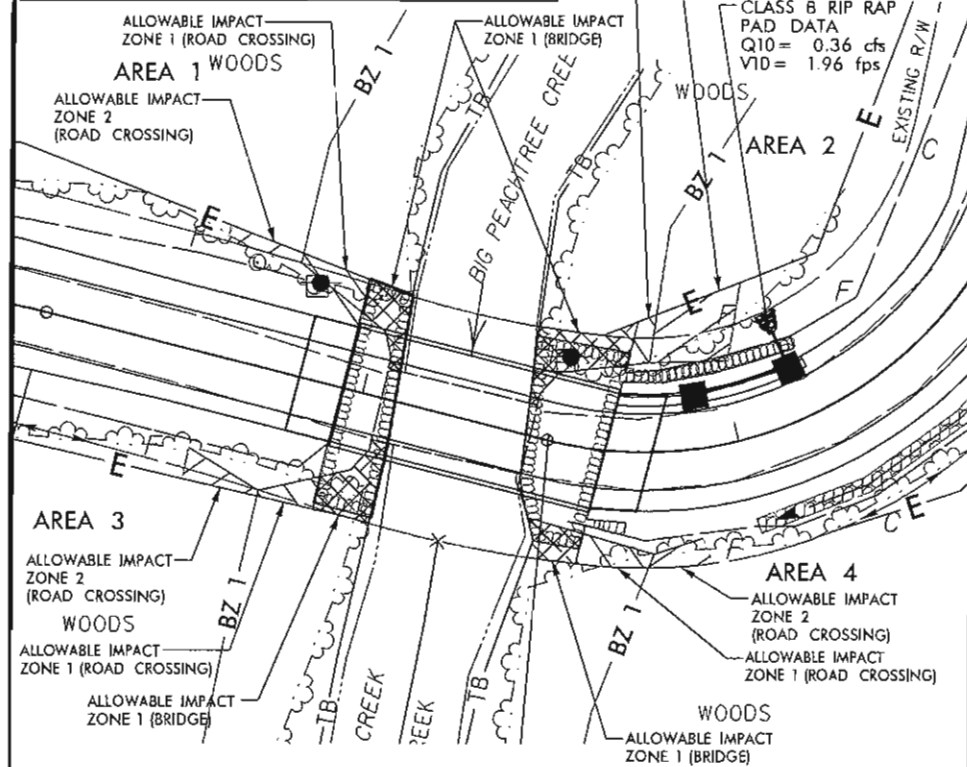 ALLOWABLE IMPACT
ZONE 1 (ROAD CROSSING)
WOODS
AREA 1
ALLOWABLE IMPACT
ZONE 2
(ROAD CROSSING)
BZ 1
TB
ALLOWABLE IMPACT
ZONE 1 (BRIDGE)
BIG PEACHTREE CREE
TB
WOODS
CLASS B RIP RAP
PAD DATA
Q10 = 0.36 cfs
V10 = 1.96 fps
AREA 2
BZ 1
E
EXISTING R/W
C
F
E
F
E
E
AREA 3
ALLOWABLE IMPACT
ZONE 2
(ROAD CROSSING)
WOODS
ALLOWABLE IMPACT
ZONE 1 (ROAD CROSSING)
BZ 1
ALLOWABLE IMPACT
ZONE 1 (BRIDGE)
TB
CREEK
EEK
TB
BZ 1
F
C
E
AREA 4
ALLOWABLE IMPACT
ZONE 2
(ROAD CROSSING)
ALLOWABLE IMPACT
ZONE 1 (ROAD CROSSING)
WOODS
ALLOWABLE IMPACT
ZONE 1 (BRIDGE)